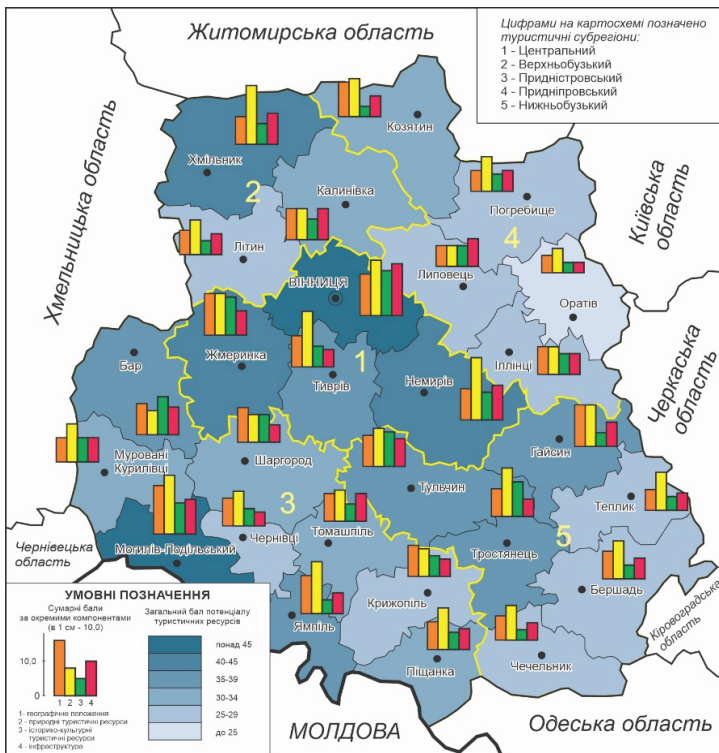 Житомирська область
Цифрами на картосхемі позначено
туристичні субрегіони:
1 - Центральний
2 - Верхньобузький
3 - Придністровський
4 - Придніпровський
5 - Нижньобузький
Хмельницька область
Київська
область
Черкаська
область
Козятин
Хмільник
2
Калинівка
Погребище
4
Літин
ВІННИЦЯ
Липовець
Оратів
Бар
Жмеринка
1
Тиврів
Немирів
Іллінці
Муровані
Курилівці
Шаргород
Гайсин
Тульчин
3
Теплик
Чернівці
Томашпіль
5
Чернівецька
область
Могилів-Подільський
Тростянець
Бершадь
Крижопіль
Ямпіль
Кіровоградська
область
Піщанка
Чечельник
МОЛДОВА
Одеська область
УМОВНІ ПОЗНАЧЕННЯ
Сумарні бали
за окремими компонентами
(в 1 см - 10,0)
10,0
0
1 2 3 4
1- географічне положення
2 - природні туристичні ресурси
3 - історико-культурні
туристичні ресурси
4 - інфраструктура
Загальний бал потенціалу
туристичних ресурсів
понад 45
40-45
35-39
30-34
25-29
до 25